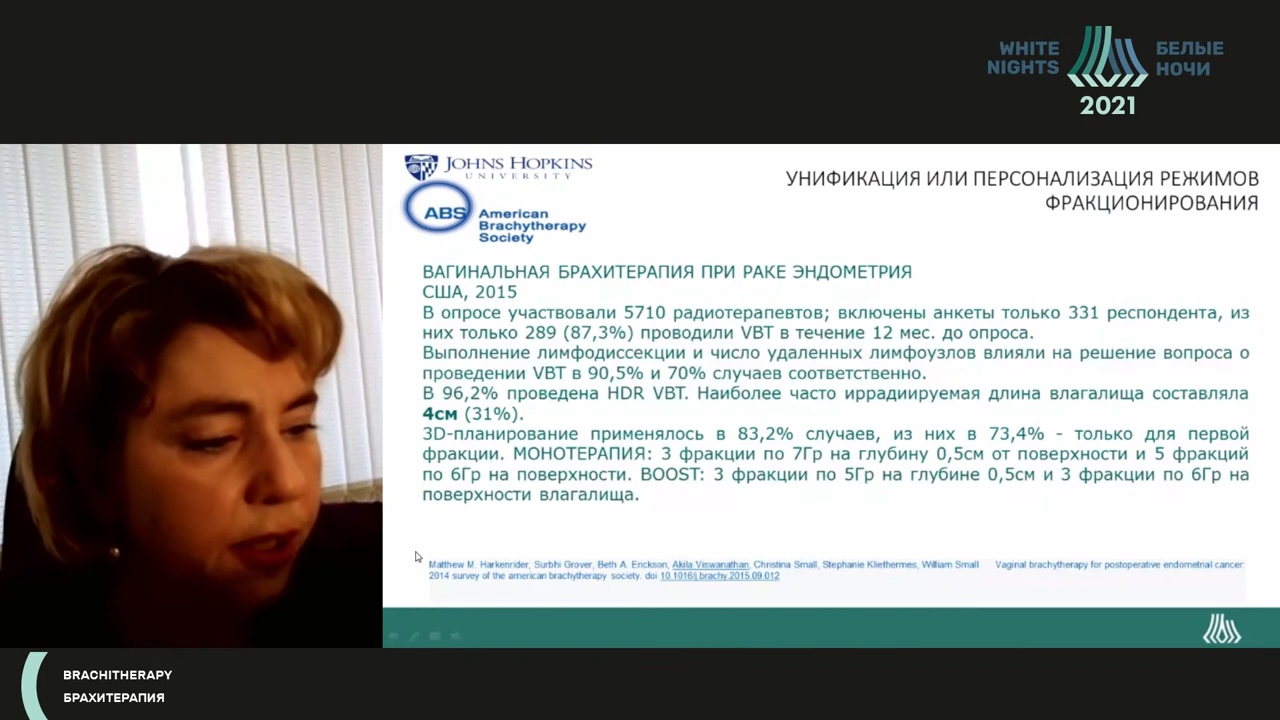 WHITE
NIGHTS
БЕЛЫЕ
НОЧИ
2021
JOHNS HOPKINS
UNIVERSITY
ABS American
Brachytherapy
Society
УНИФИКАЦИЯ ИЛИ ПЕРСОНАЛИЗАЦИЯ РЕЖИМОВ
ФРАКЦИОНИРОВАНИЯ
ВАГИНАЛЬНАЯ БРАХИТЕРАПИЯ ПРИ РАКЕ ЭНДОМЕТРИЯ
США, 2015
В опросе участвовали 5710 радиотерапевтов; включены анкеты только 331 респондента, из
них только 289 (87,3%) проводили VBT в течение 12 мес. до опроса.
Выполнение лимфодиссекции и число удаленных лимфоузлов влияли на решение вопроса о
проведении VBT в 90,5% и 70% случаев соответственно.
В 96,2% проведена HDR VBT. Наиболее часто иррадиируемая длина влагалища составляла
4см (31%).
3D-планирование применялось в 83,2% случаев, из них в 73,4% - только для первой
фракции. МОНОТЕРАПИЯ: 3 фракции по 7Гр на глубину 0,5см от поверхности и 5 фракций
по 6Гр на поверхности. BOOST: 3 фракции по 5Гр на глубине 0,5см и 3 фракции по 6Гр на
поверхности влагалища.
Matthew M. Harkenrider, Surbhi Grover, Beth A. Erickson, Akila Viswanathan, Christina Small, Stephanie Kliethermes, William Small Vaginal brachytherapy for postoperative endometrial cancer:
2014 survey of the american brachytherapy society. doi 10.1016/j.brachy.2015.09.012
BRACHITHERAPY
БРАХИТЕРАПИЯ